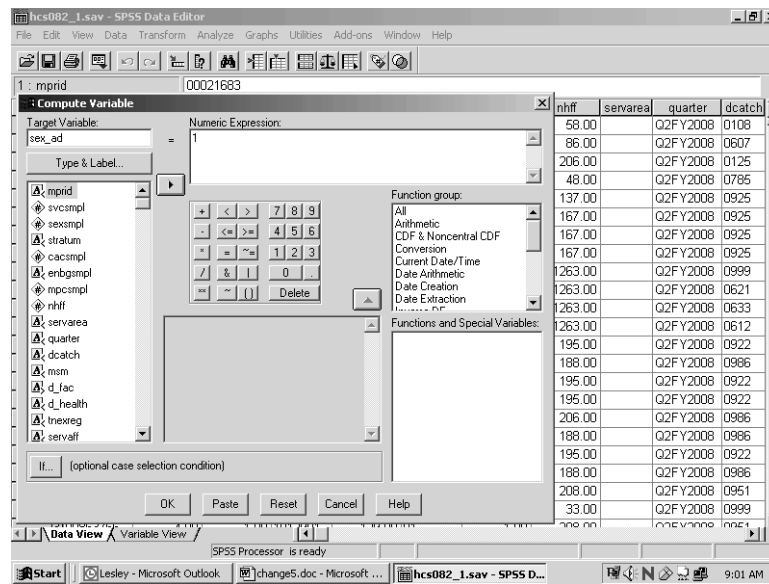 hcs082_1.sav - SPSS Data Editor
File Edit View Data Transform Analyze Graphs Utilities Add-ons Window Help
1 : mprid 00021683
Compute Variable
Target Variable:
sex_ad
=
Numeric Expression:
1
Type & Label...
mprid
svcsmpl
sexsmpl
stratum
cacsmpl
enbgsmpl
mpcsmpl
nhff
servarea
quarter
dcatch
msm
d_fac
d_health
tnexreg
servaff
+ < > 7 8 9
- <= >= 4 5 6
* = ~= 1 2 3
/ & | 0 .
** ~ () Delete
Function group:
All
Arithmetic
CDF & Noncentral CDF
Conversion
Current Date/Time
Date Arithmetic
Date Creation
Date Extraction
Functions and Special Variables:
If... (optional case selection condition)
OK Paste Reset Cancel Help
nhff servarea quarter dcatch
58.00 Q2FY2008 0108
86.00 Q2FY2008 0607
206.00 Q2FY2008 0125
48.00 Q2FY2008 0785
137.00 Q2FY2008 0925
167.00 Q2FY2008 0925
167.00 Q2FY2008 0925
167.00 Q2FY2008 0925
1263.00 Q2FY2008 0999
1263.00 Q2FY2008 0621
1263.00 Q2FY2008 0633
1263.00 Q2FY2008 0612
195.00 Q2FY2008 0922
188.00 Q2FY2008 0986
195.00 Q2FY2008 0922
195.00 Q2FY2008 0922
206.00 Q2FY2008 0986
188.00 Q2FY2008 0986
195.00 Q2FY2008 0922
188.00 Q2FY2008 0986
208.00 Q2FY2008 0951
33.00 Q2FY2008 0999
208.00 Q2FY2008 0951
Data View Variable View
SPSS Processor is ready
Start Lesley - Microsoft Outlook change5.doc - Microsoft ... hcs082_1.sav - SPSS D... 9:01 AM